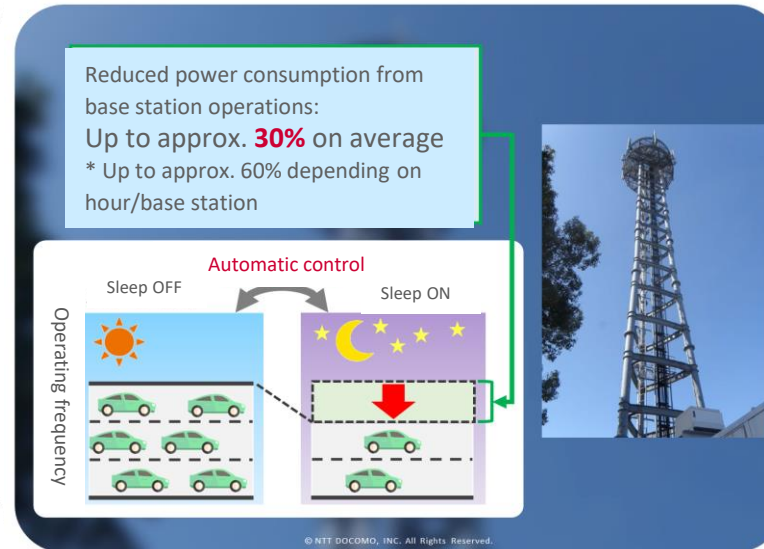 Reduced power consumption from
base station operations:
Up to approx. 30% on average
* Up to approx. 60% depending on
hour/base station
Automatic control
Sleep OFF
Sleep ON
Operating frequency
© NTT DOCOMO, INC. All Rights Reserved.